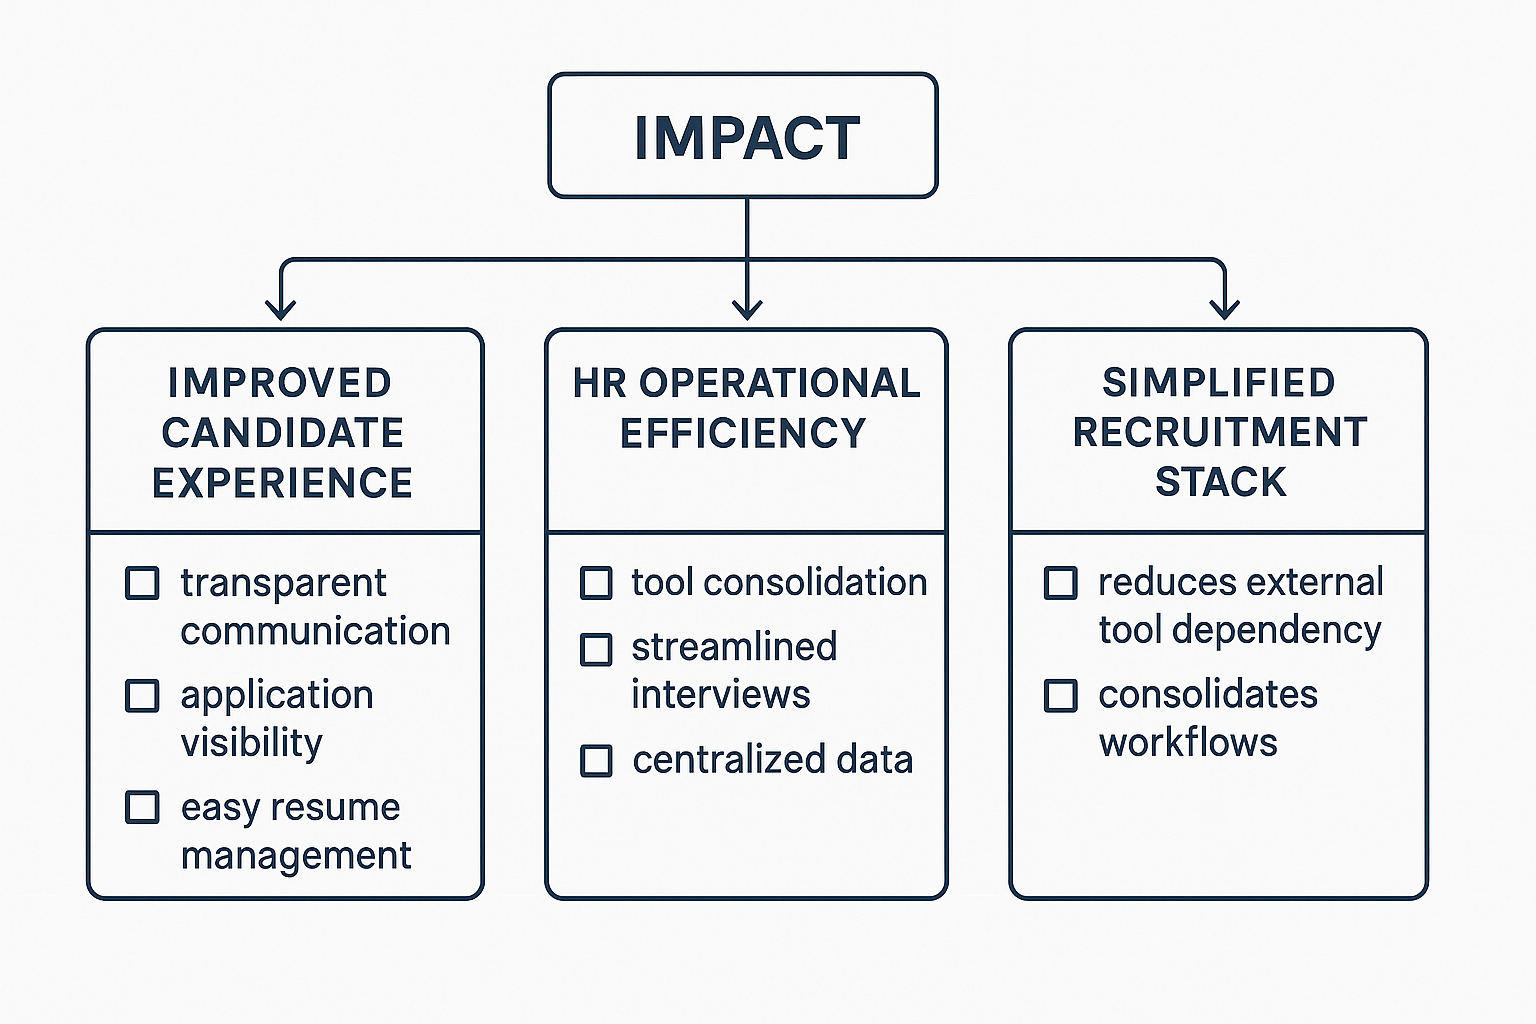 IMPACT
IMPROVED
CANDIDATE
EXPERIENCE
transparent
communication
application
visibility
easy resume
management
HR OPERATIONAL
EFFICIENCY
tool consolidation
streamlined
interviews
centralized data
SIMPLIFIED
RECRUITMENT
STACK
reduces external
tool dependency
consolidates
workflows